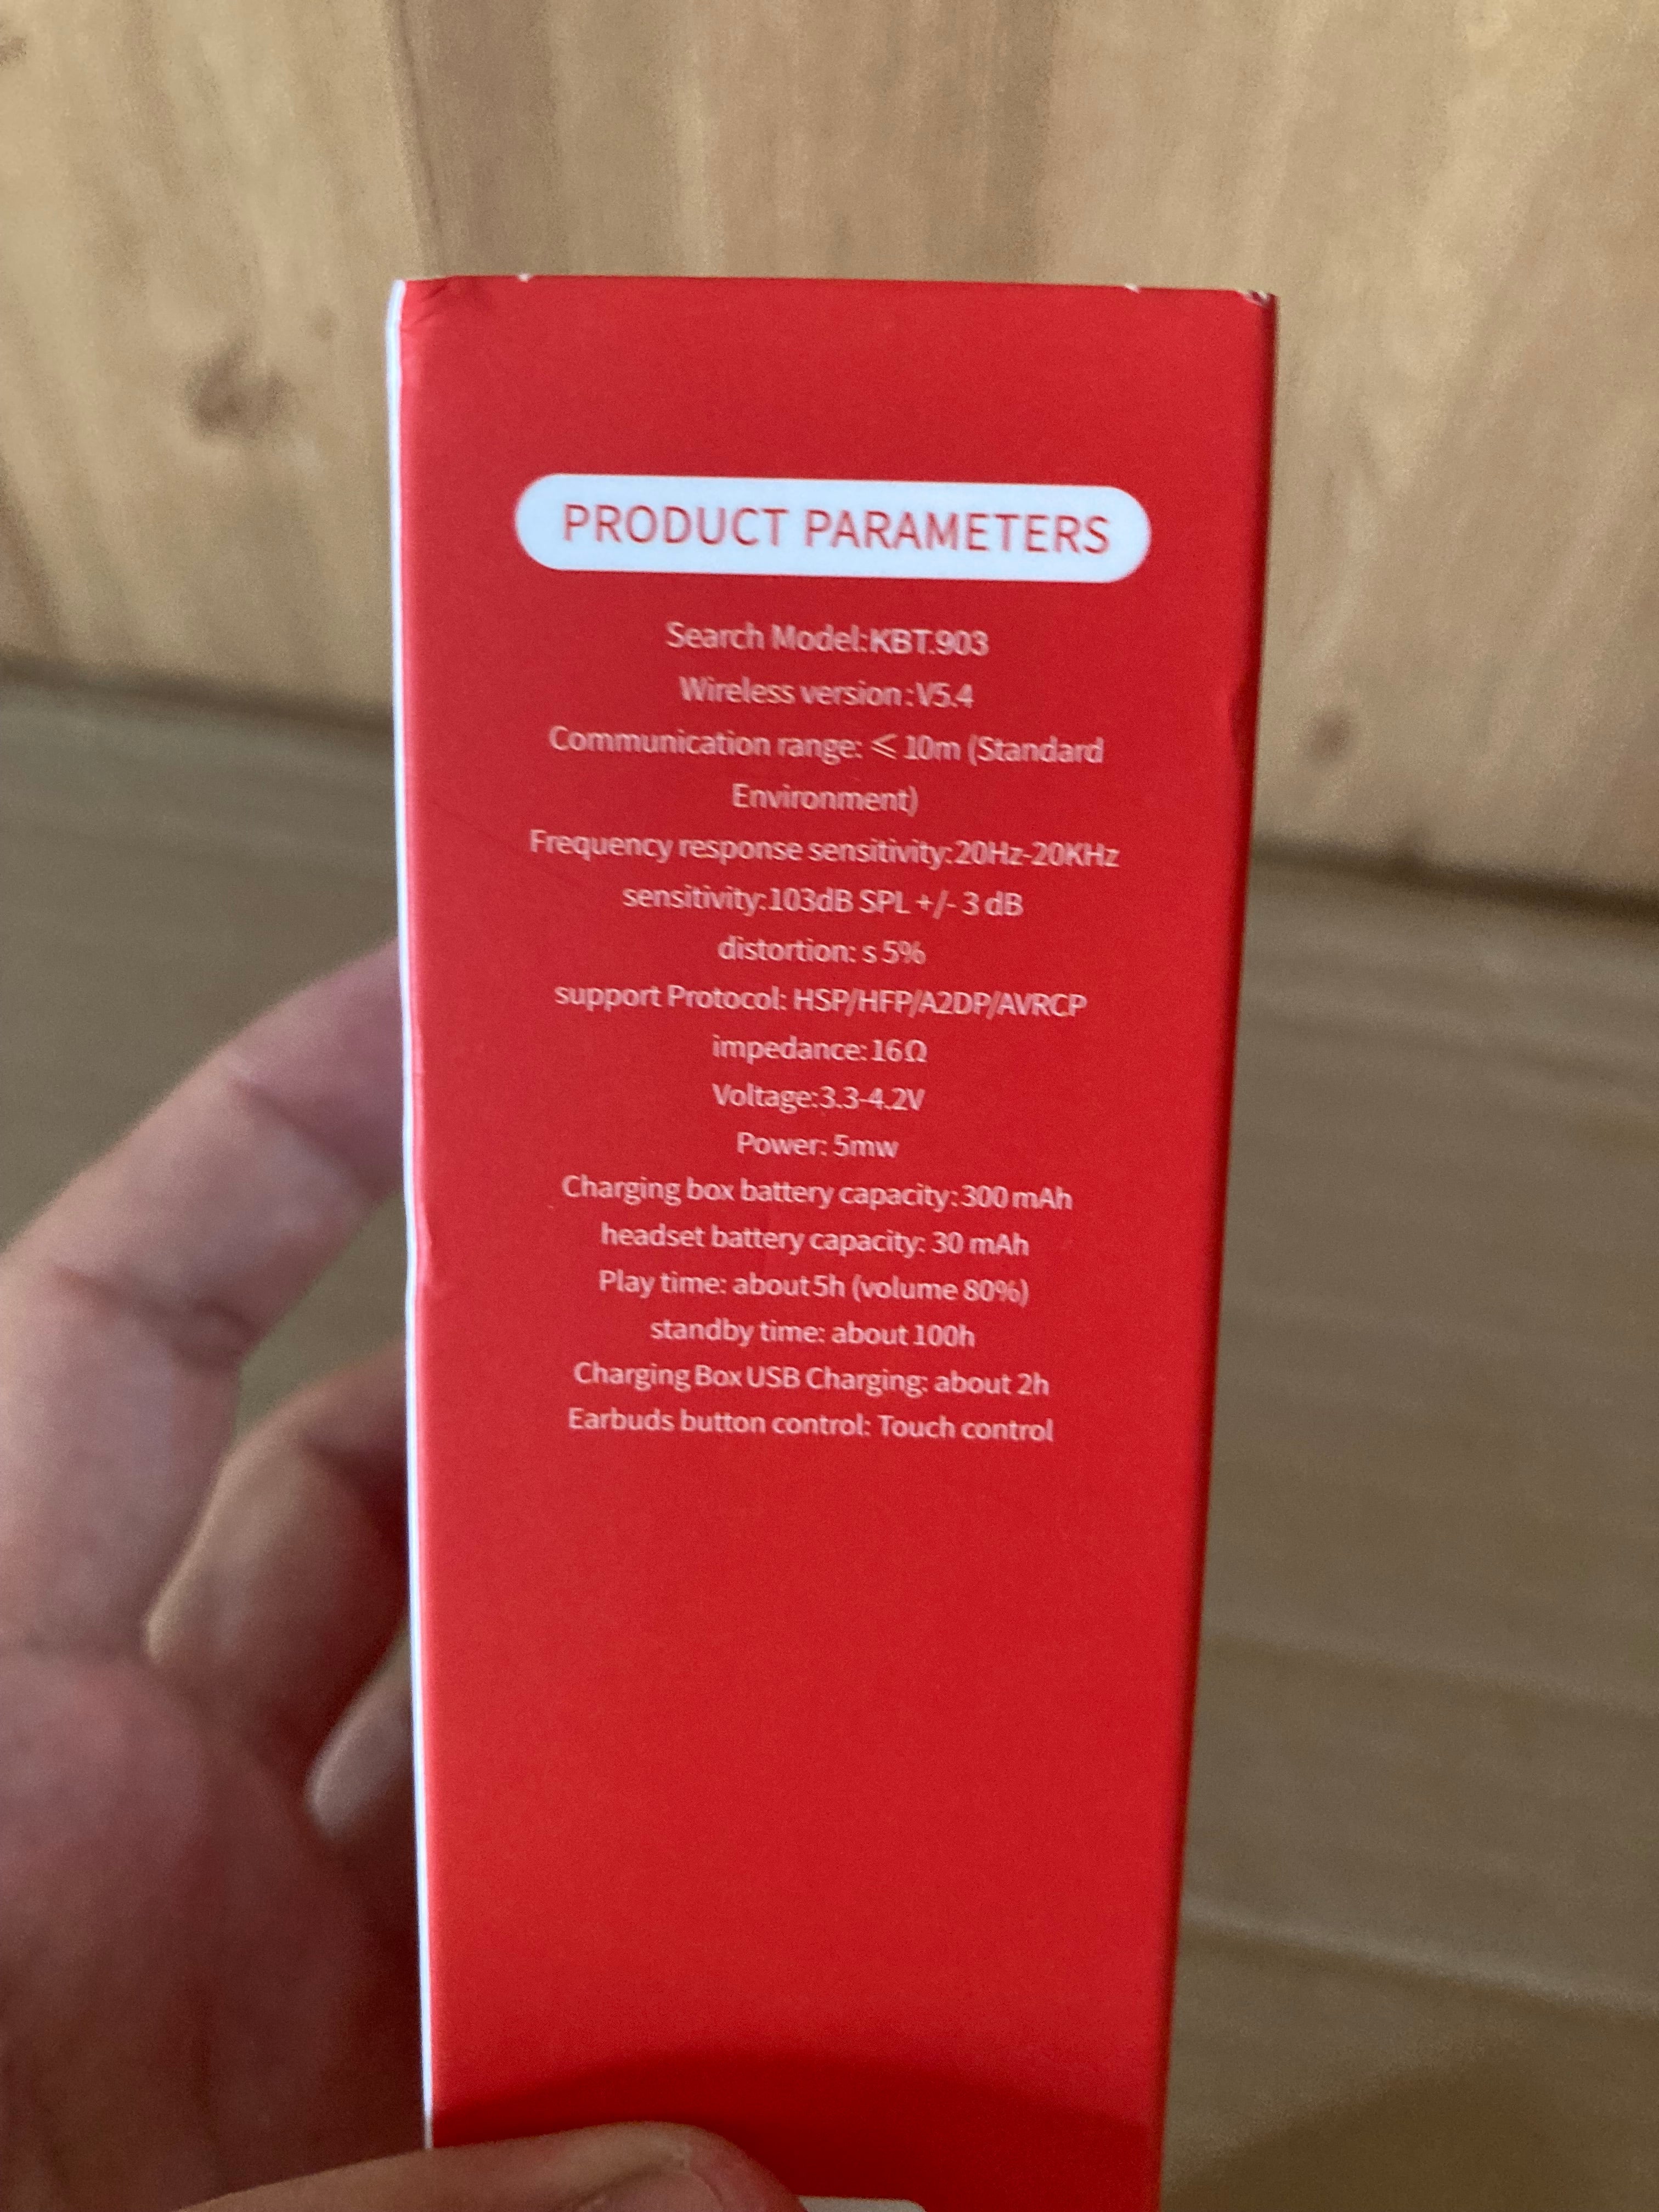 PRODUCT PARAMETERS
Search Model:KBT.903
Wireless version:V5.4
Communication range: ⩽ 10m (Standard
Environment)
Frequency response sensitivity:20Hz-20KHz
sensitivity:103dB SPL +/- 3 dB
distortion: s 5%
support Protocol: HSP/HFP/A2DP/AVRCP
impedance:16Ω
Voltage:3.3-4.2V
Power: 5mw
Charging box battery capacity:300 mAh
headset battery capacity: 30 mAh
Play time: about 5h (volume 80%)
standby time: about 100h
Charging Box USB Charging: about 2h
Earbuds button control: Touch control